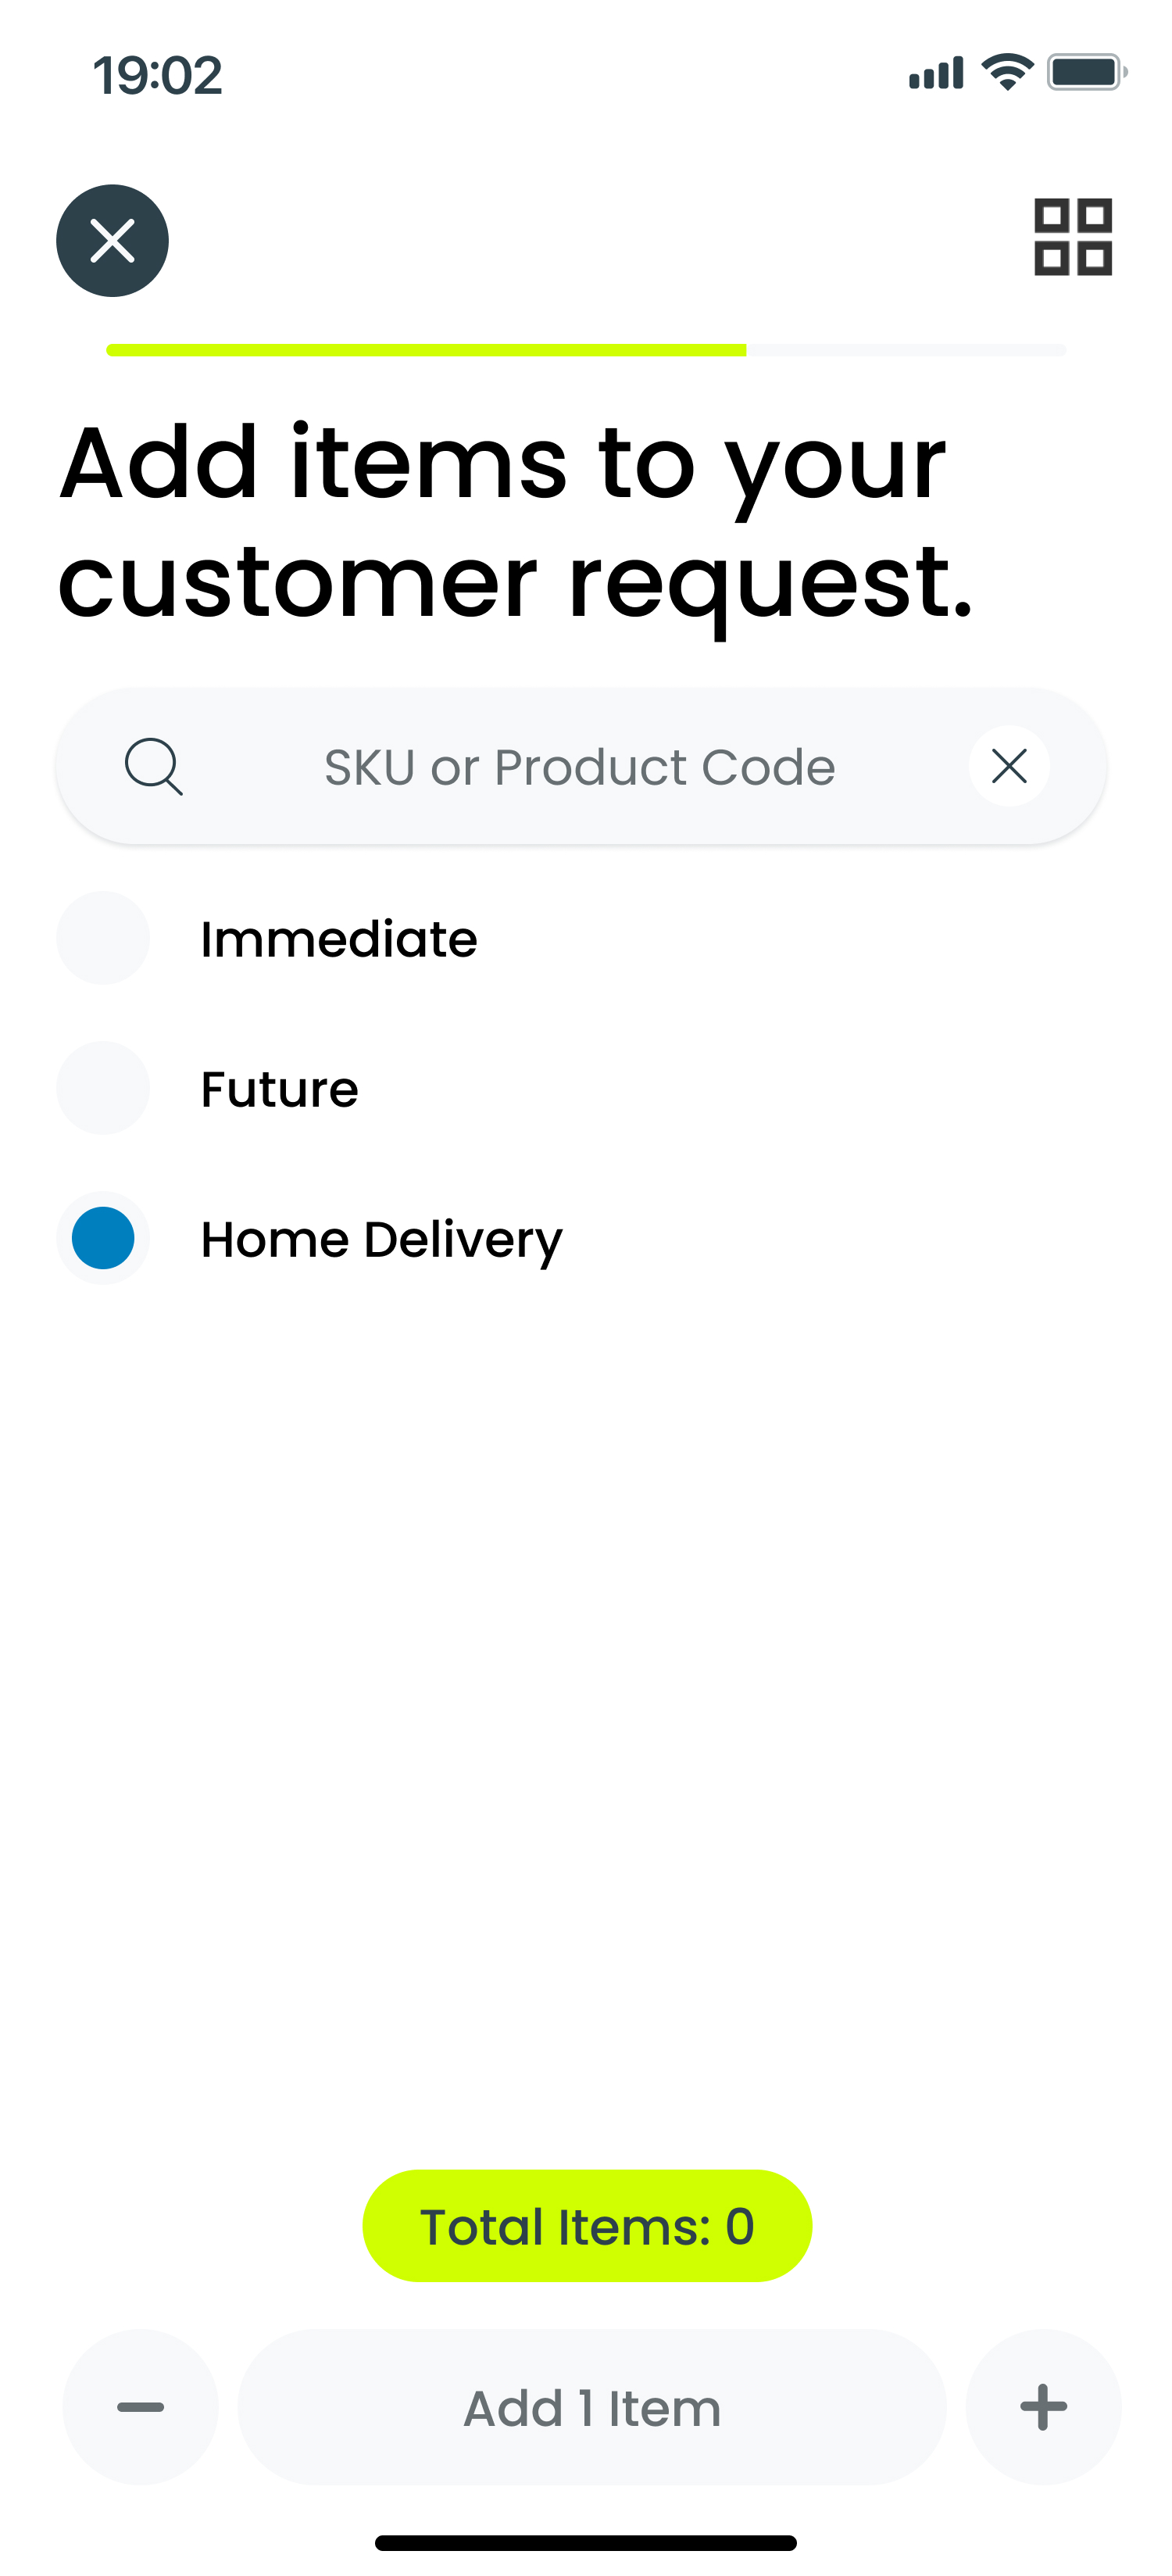 19:02
Add items to your
customer request.
SKU or Product Code
Immediate
Future
Home Delivery
Total Items: 0
Add 1 Item